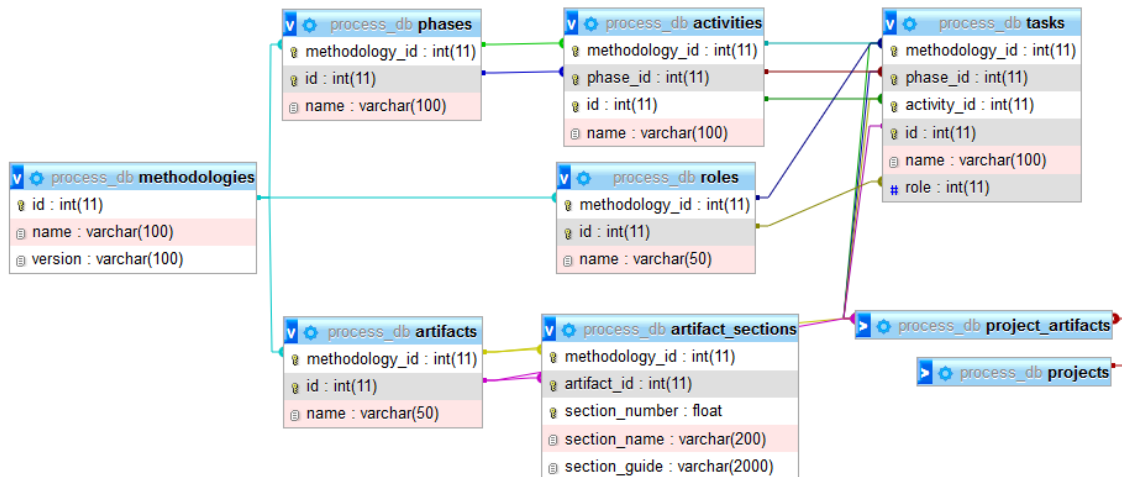 process_db phases
methodology_id : int(11)
id : int(11)
name : varchar(100)
process_db activities
methodology_id : int(11)
phase_id : int(11)
id : int(11)
name : varchar(100)
process_db tasks
methodology_id : int(11)
phase_id : int(11)
activity_id : int(11)
id : int(11)
name : varchar(100)
# role : int(11)
process_db methodologies
id : int(11)
name : varchar(100)
version : varchar(100)
process_db roles
methodology_id : int(11)
id : int(11)
name : varchar(50)
process_db artifacts
methodology_id : int(11)
id : int(11)
name : varchar(50)
process_db artifact_sections
methodology_id : int(11)
artifact_id : int(11)
section_number : float
section_name : varchar(200)
section_guide : varchar(2000)
process_db project_artifacts
process_db projects